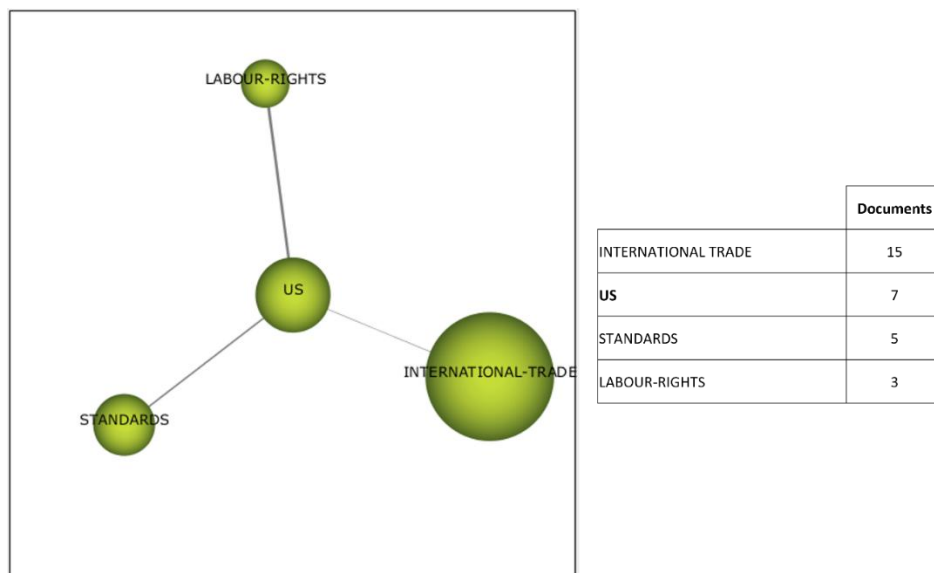 LABOUR-RIGHTS
US
INTERNATIONAL-TRADE
STANDARDS
Documents
INTERNATIONAL TRADE 15
US 7
STANDARDS 5
LABOUR-RIGHTS 3